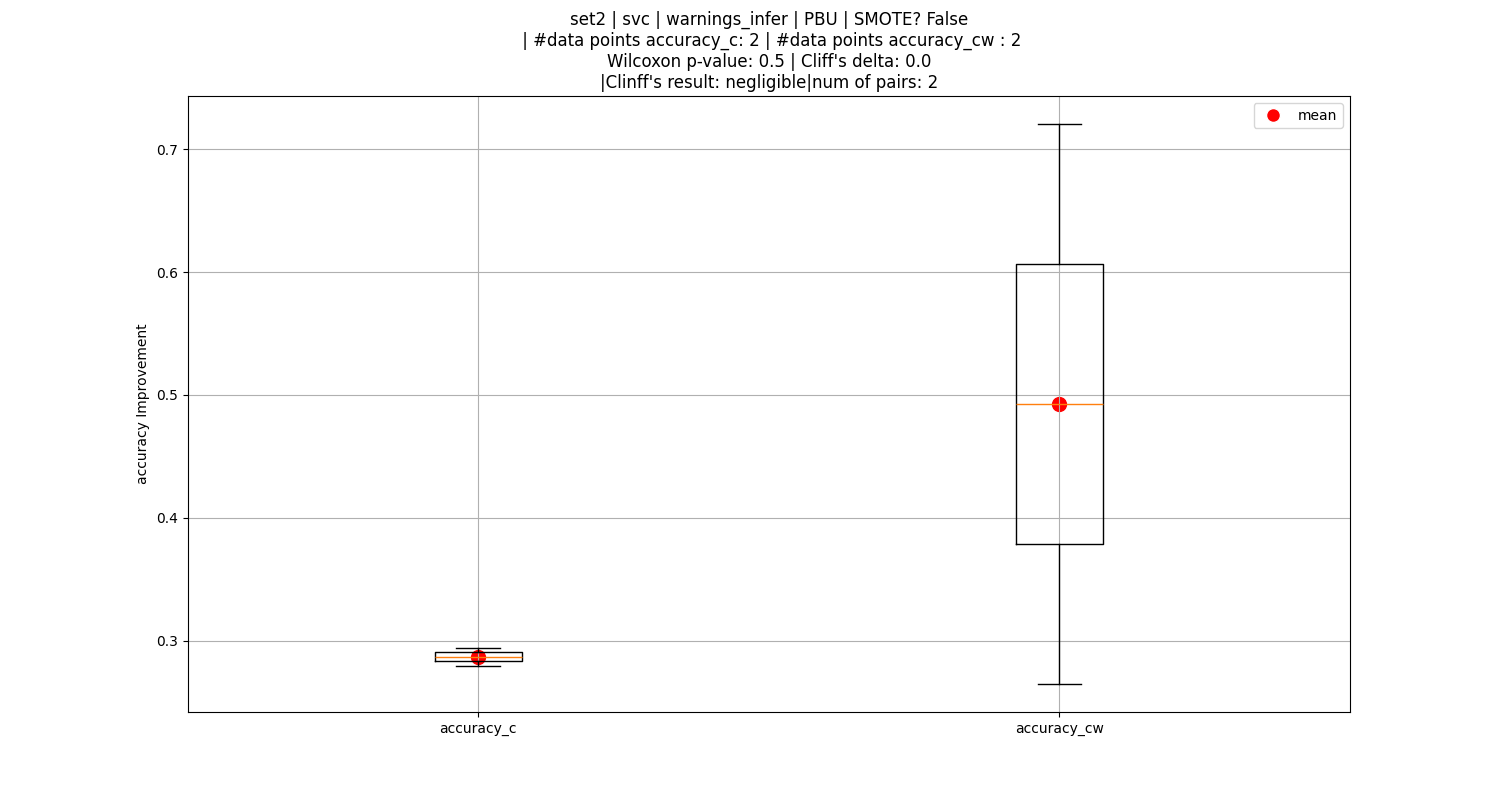 set2 | svc | warnings_infer | PBU | SMOTE? False
| #data points accuracy_c: 2 | #data points accuracy_cw : 2
Wilcoxon p-value: 0.5 | Cliff's delta: 0.0
|Clinff's result: negligible|num of pairs: 2
mean
0.7
0.6
0.5
0.4
0.3
accuracy Improvement
accuracy_c
accuracy_cw